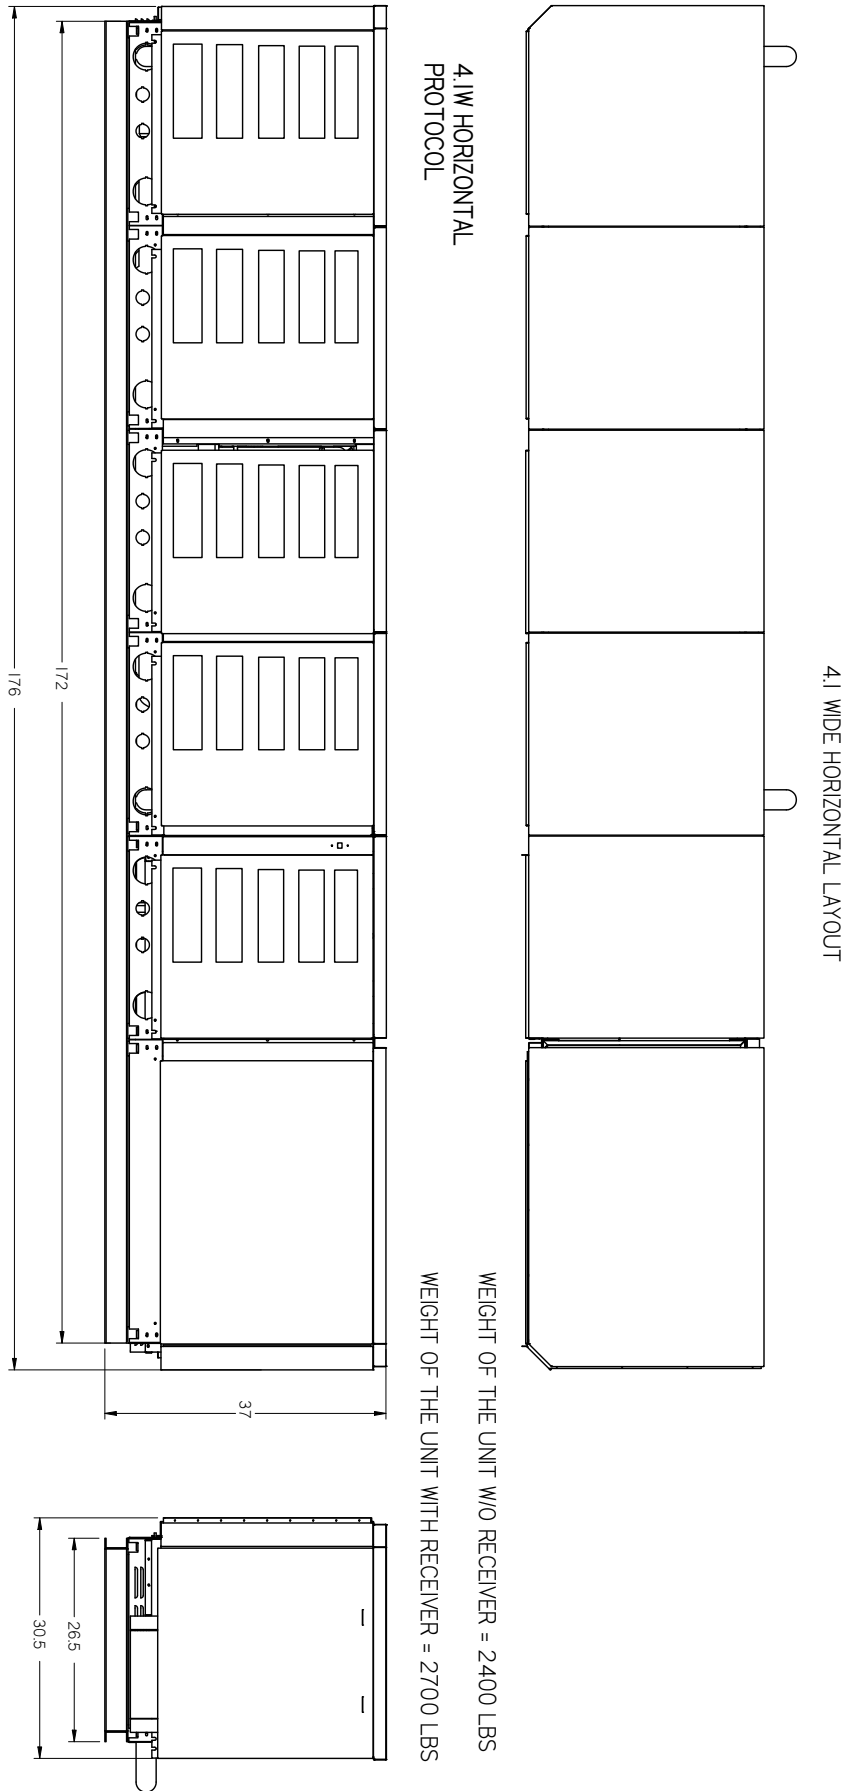 4.1 WIDE HORIZONTAL LAYOUT
4.1W HORIZONTAL
PROTOCOL
WEIGHT OF THE UNIT W/O RECEIVER = 2400 LBS
WEIGHT OF THE UNIT WITH RECEIVER = 2700 LBS
37
172
176
26.5
30.5